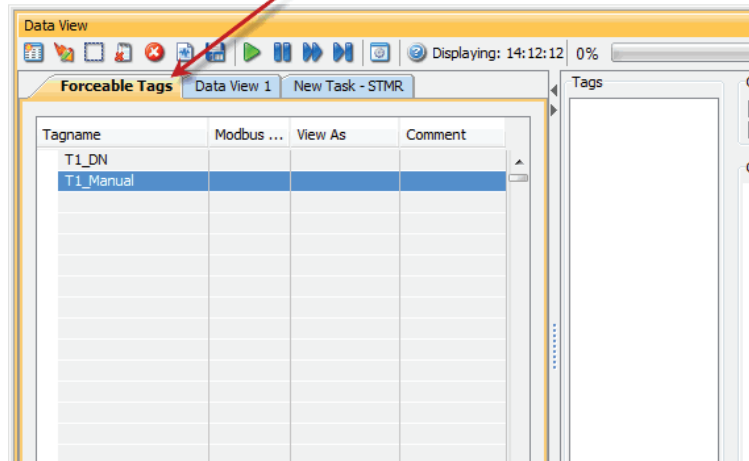 Data View
Displaying: 14:12:12 0%
Forceable Tags Data View 1 New Task - STMR
Tags
Tagname Modbus ... View As Comment
T1_DN
T1_Manual